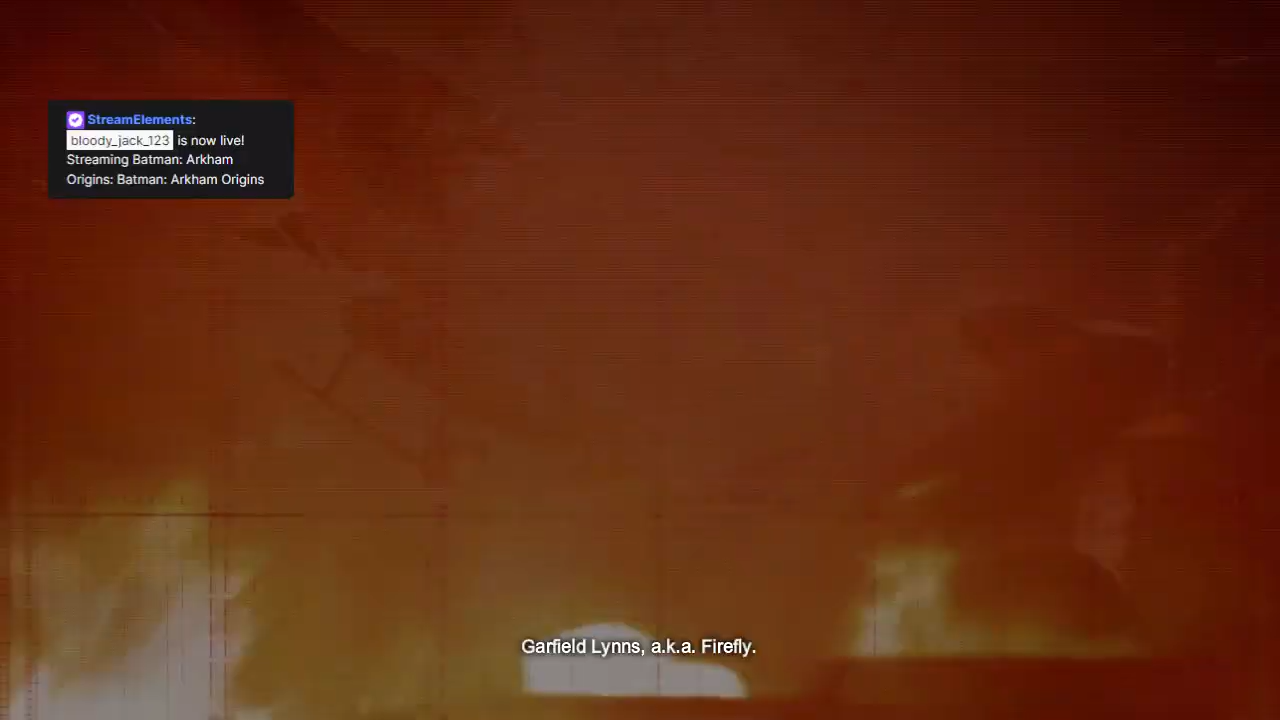 StreamElements:
bloody_jack_123 is now live!
Streaming Batman: Arkham
Origins: Batman: Arkham Origins
Garfield Lynns, a.k.a. Firefly.